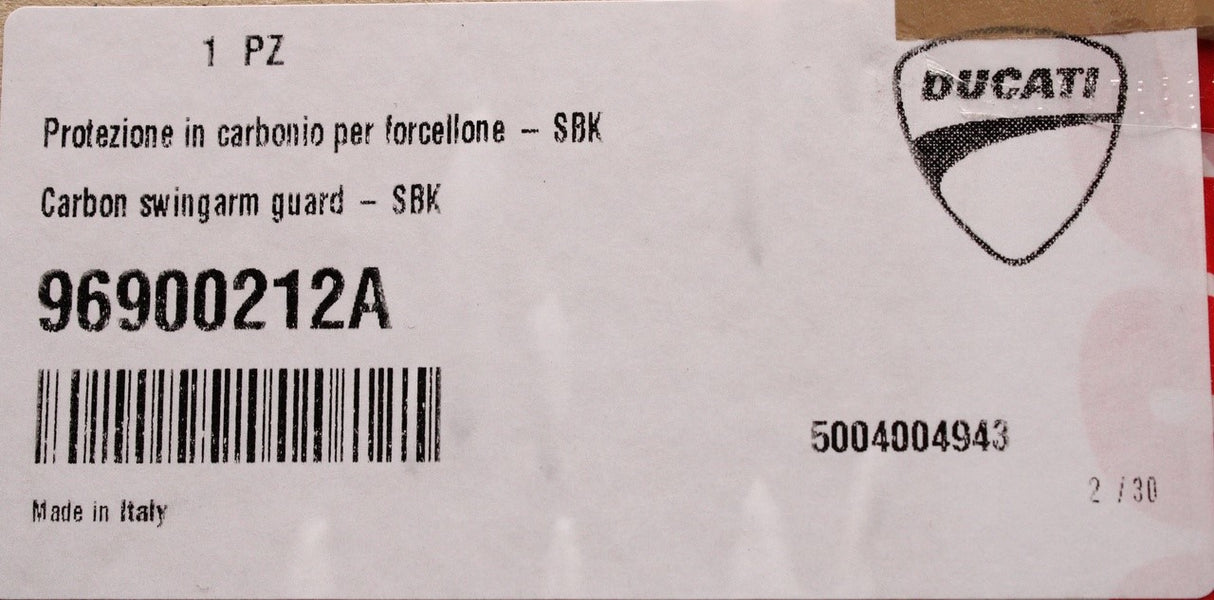 1 PZ
DUCATI
Protezione in carbonio per forcellone – SBK
Carbon swingarm guard – SBK
96900212A
5004004943
2 / 30
Made in Italy